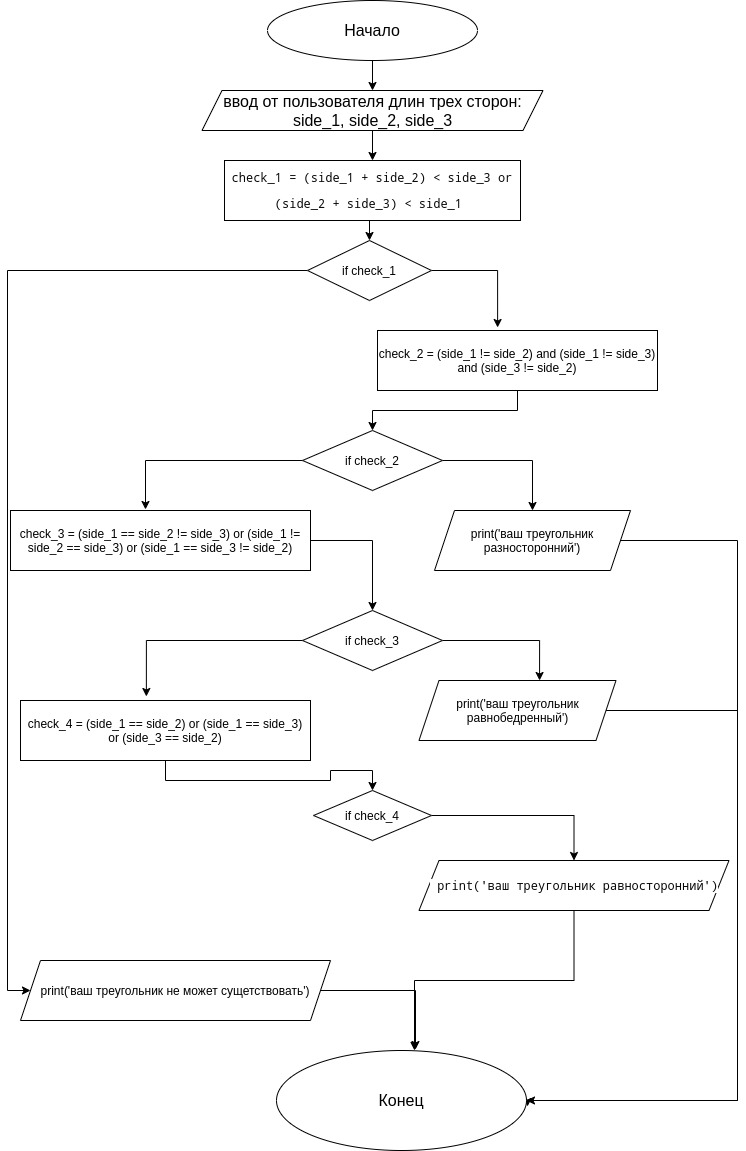 Начало
ввод от пользователя длин трех сторон:
side_1, side_2, side_3
check_1 = (side_1 + side_2) < side_3 or
(side_2 + side_3) < side_1
if check_1
check_2 = (side_1 != side_2) and (side_1 != side_3)
and (side_3 != side_2)
if check_2
check_3 = (side_1 == side_2 != side_3) or (side_1 !=
side_2 == side_3) or (side_1 == side_3 != side_2)
print('ваш треугольник
разносторонний')
if check_3
check_4 = (side_1 == side_2) or (side_1 == side_3)
or (side_3 == side_2)
print('ваш треугольник
равнобедренный')
if check_4
print('ваш треугольник равносторонний')
print('ваш треугольник не может сущетствовать')
Конец